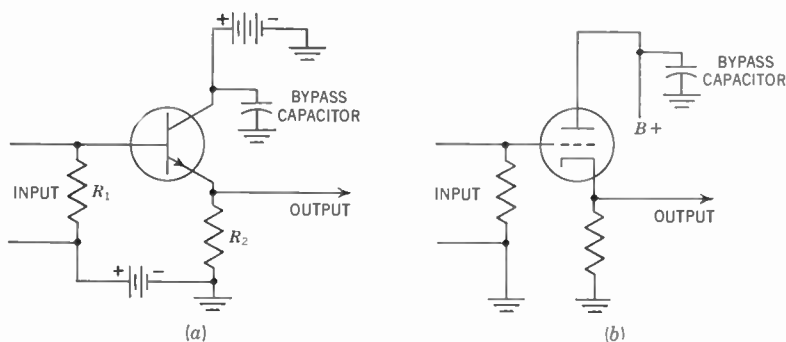 + -
BYPASS
CAPACITOR
INPUT
R₁
OUTPUT
R₂
+ -
(a)
BYPASS
CAPACITOR
B+
INPUT
OUTPUT
(b)